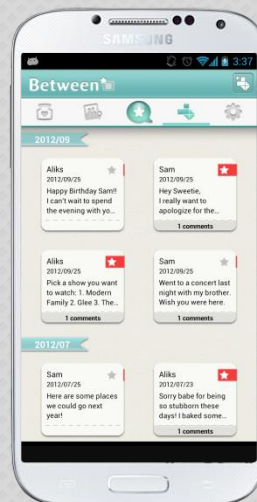 SAMSUNG
3:37
Between
2012/09
Aliks
2012/09/25
Happy Birthday Sam!!
I can't wait to spend
the evening with yo...
Sam
2012/09/25
Hey Sweetie,
I really want to
apologize for the...
1 comments
Aliks
2012/09/25
Pick a show you want
to watch: 1. Modern
Family 2. Glee 3. The...
1 comments
Sam
2012/09/25
Went to a concert last
night with my brother.
Wish you were here.
1 comments
2012/07
Sam
2012/07/25
Here are some places
we could go next
year!
Aliks
2012/07/23
Sorry babe for being
so stubborn these
days! I baked some...
1 comments